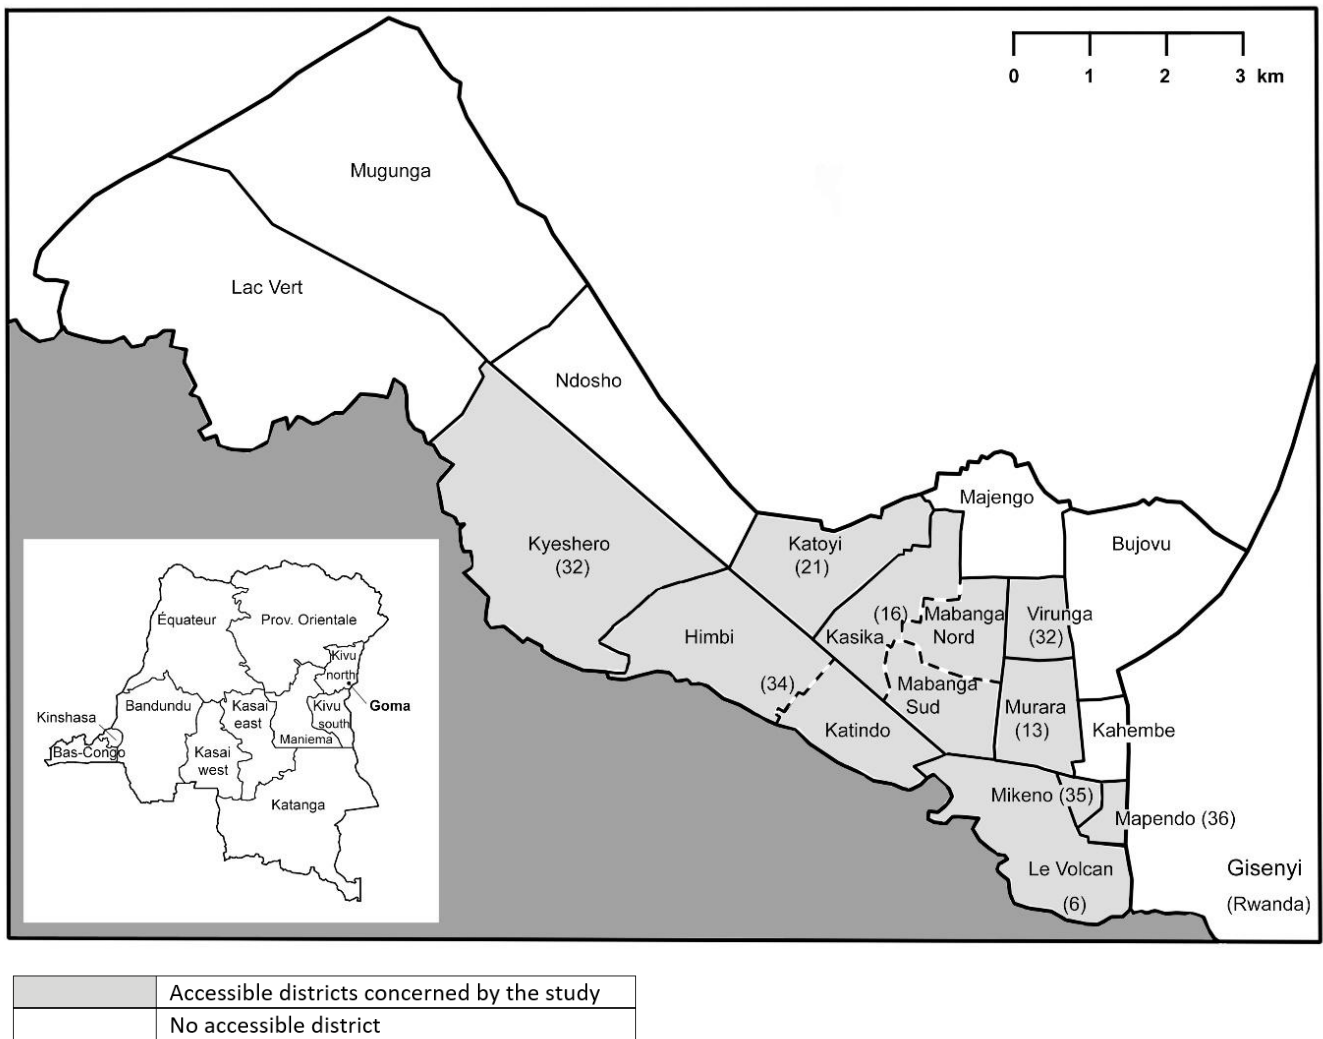 0 1 2 3 km
Mugunga
Lac Vert
Ndosho
Majengo
Kyeshero
(32)
Katoyi
(21)
Bujovu
Himbi
(16)
Kasika
Mabanga
Nord
Virunga
(32)
(34)
Mabanga
Sud
Katindo
Murara
(13)
Kahembe
Mikeno (35)
Mapendo (36)
Le Volcan
(6)
Gisenyi
(Rwanda)
Équateur
Prov. Orientale
Kivu
north
Goma
Bandundu
Kasai
east
Kivu
south
Kinshasa
Maniema
Bas-Congo
Kasai
west
Katanga
Accessible districts concerned by the study
No accessible district